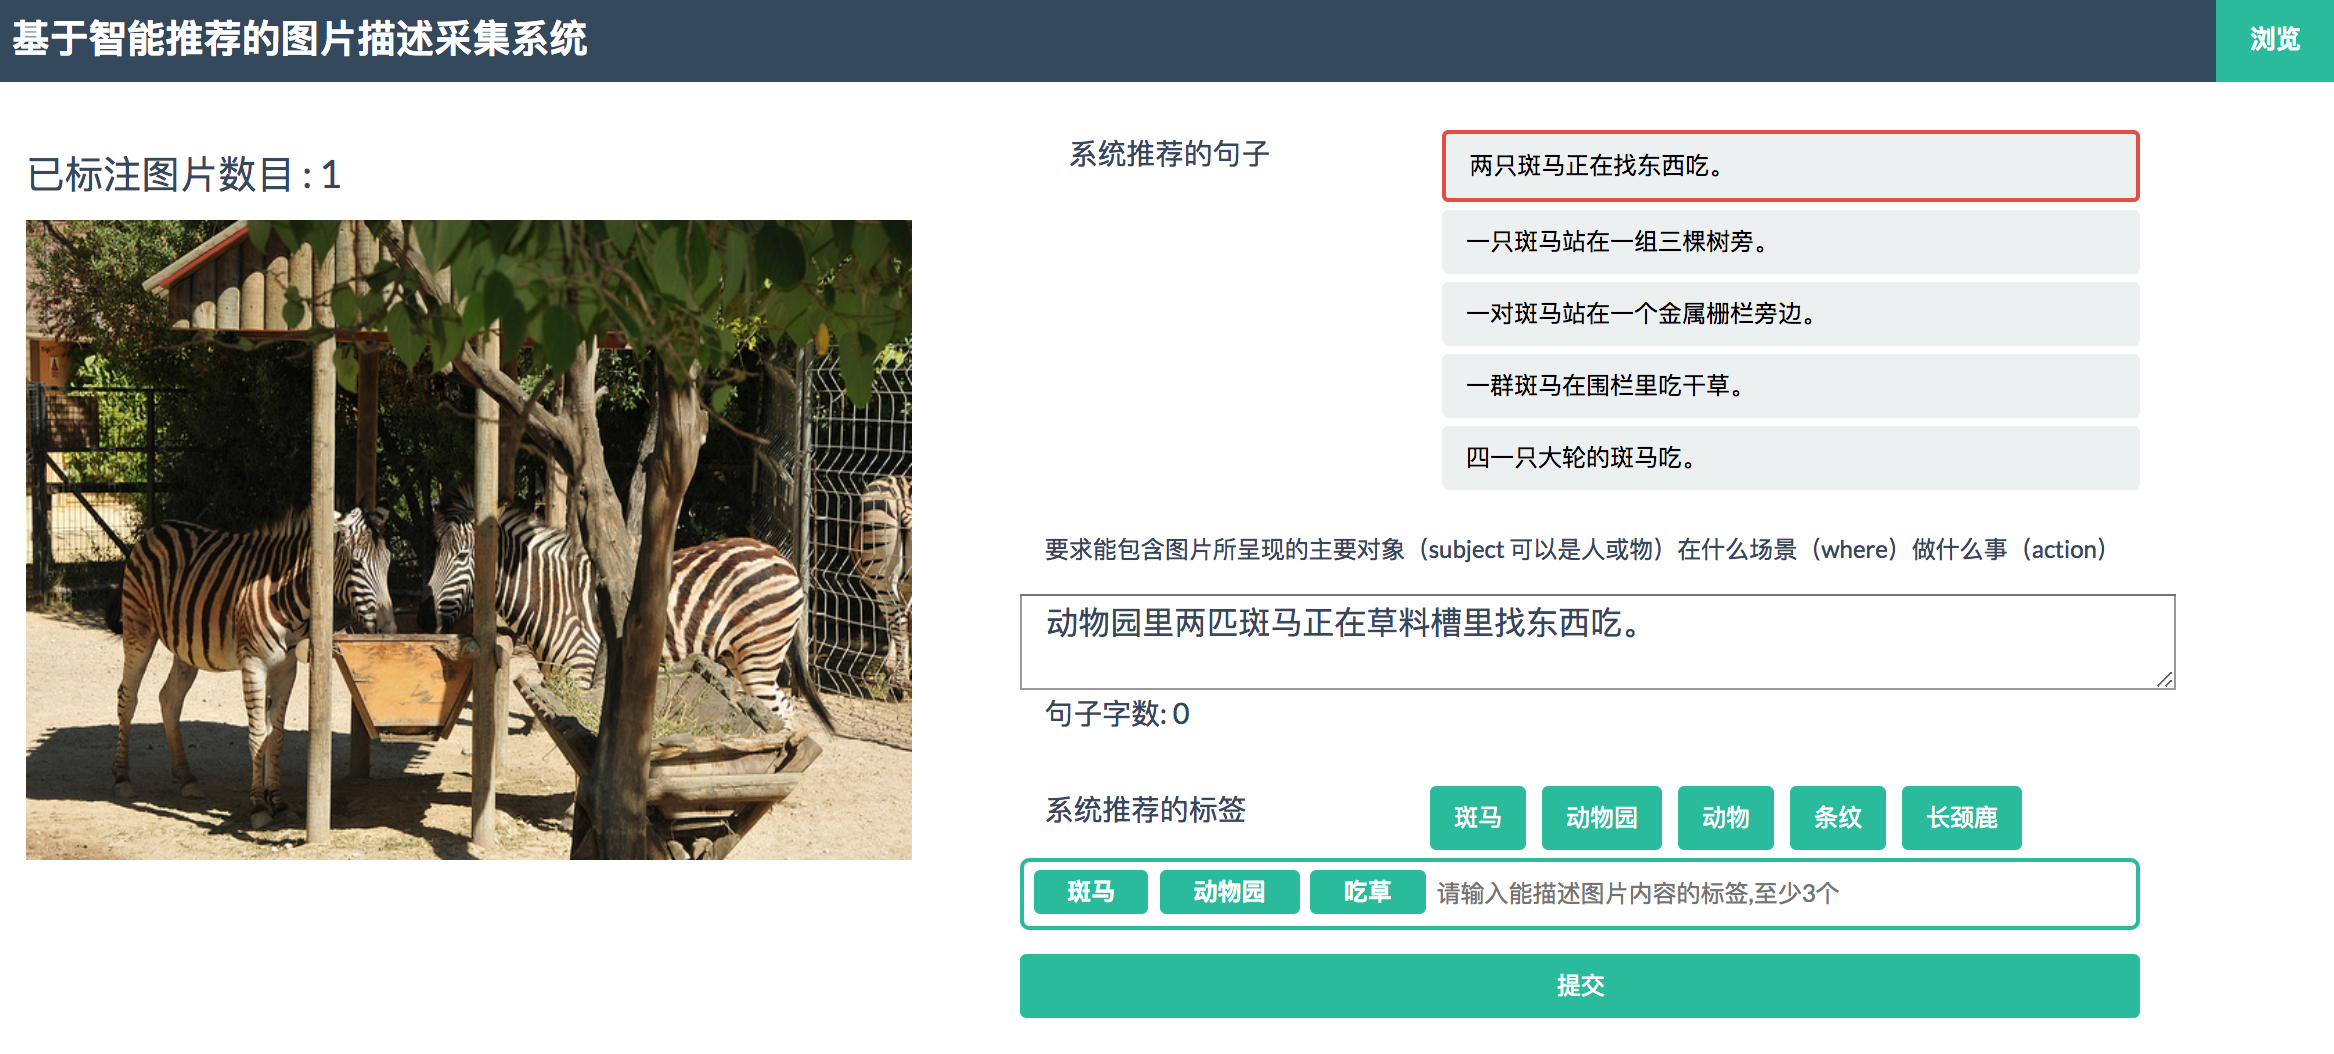 基于智能推荐的图片描述采集系统
浏览
已标注图片数目 : 1
系统推荐的句子
两只斑马正在找东西吃。
一只斑马站在一组三棵树旁。
一对斑马站在一个金属栅栏旁边。
一群斑马在围栏里吃干草。
四一只大轮的斑马吃。
要求能包含图片所呈现的主要对象（subject 可以是人或物）在什么场景（where）做什么事（action）
动物园里两匹斑马正在草料槽里找东西吃。
句子字数: 0
系统推荐的标签
斑马 动物园 动物 条纹 长颈鹿
斑马 动物园 吃草 请输入能描述图片内容的标签,至少3个
提交